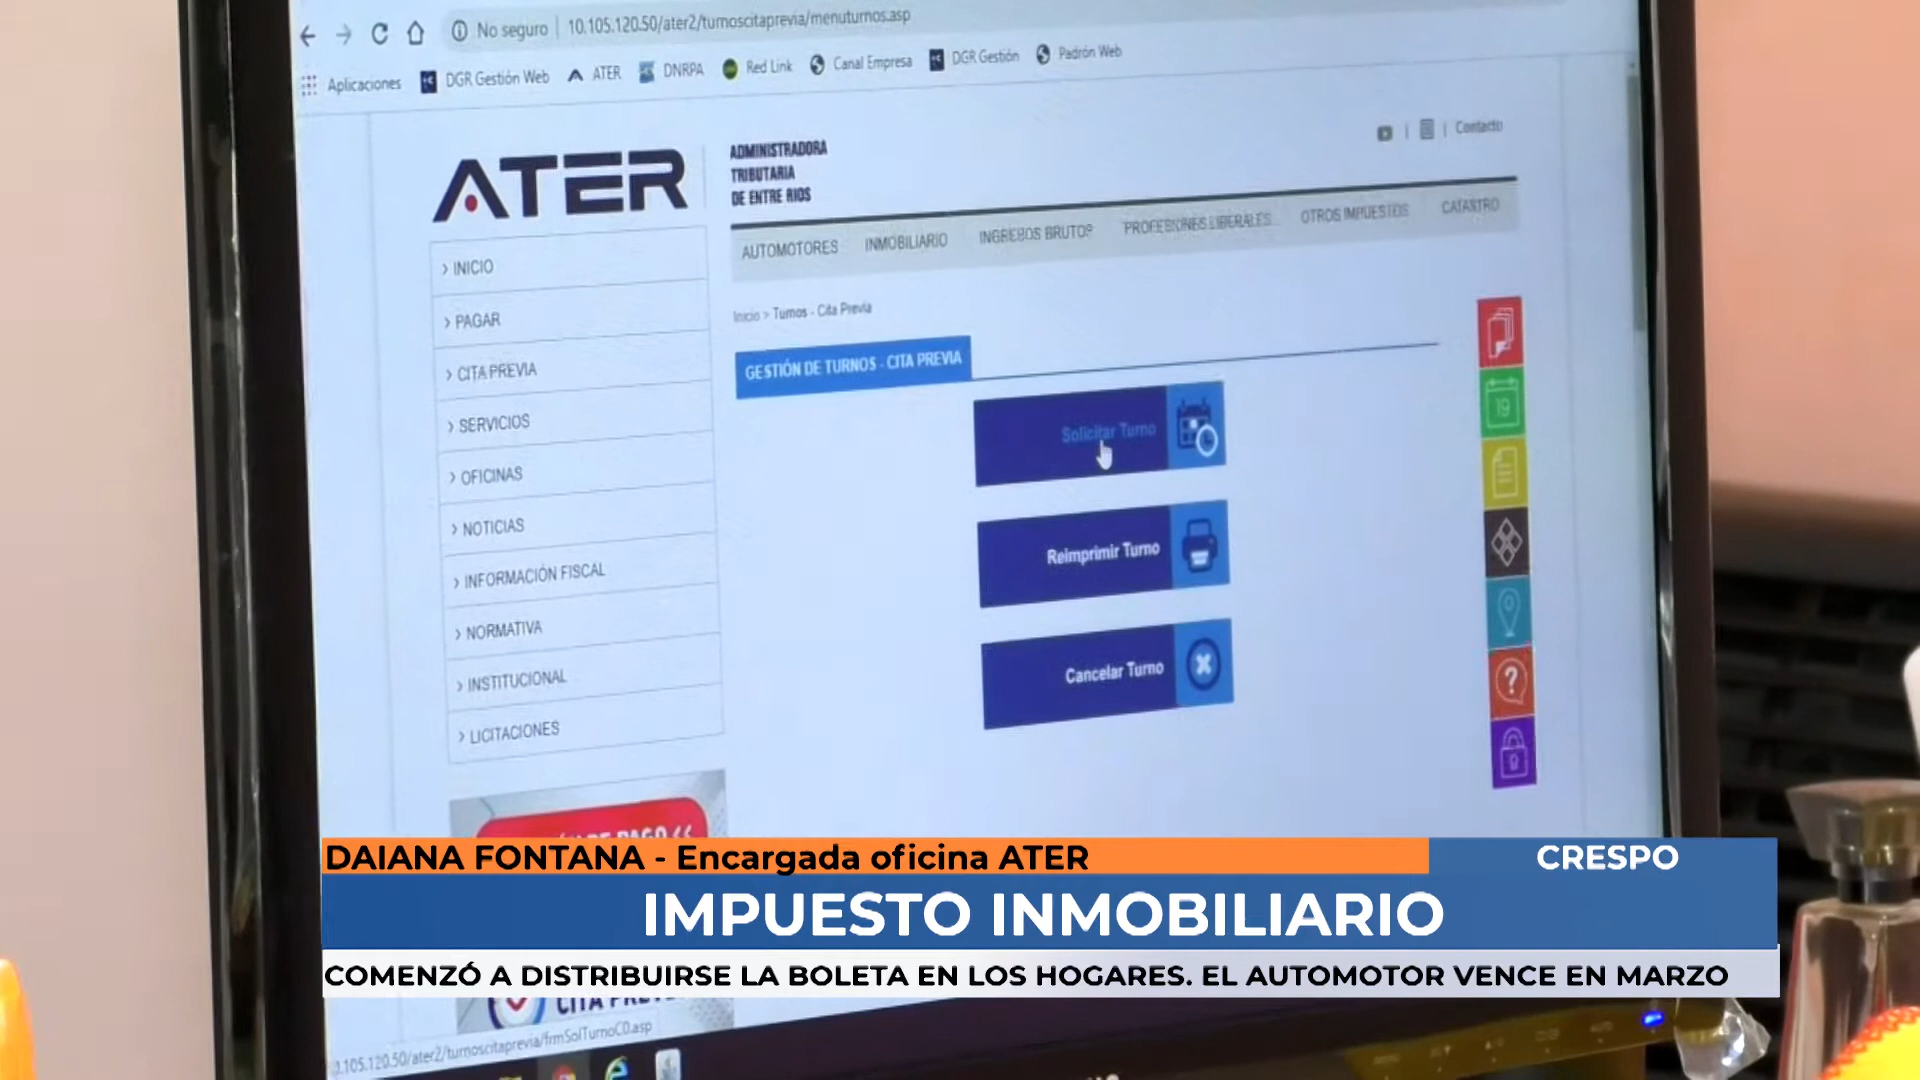 No seguro | 10.105.120.50/ater2/turnoscitaprevia/menuturnos.asp
Aplicaciones DGR Gestión Web ATER DNRPA Red Link Canal Empresa DGR Gestión Padrón Web
| | Contacto
ATER
ADMINISTRADORA
TRIBUTARIA
DE ENTRE RIOS
AUTOMOTORES INMOBILIARIO INGRESOS BRUTOS PROFESIONES LIBERALES... OTROS IMPUESTOS CATASTRO
> INICIO
> PAGAR
> CITA PREVIA
> SERVICIOS
> OFICINAS
> NOTICIAS
> INFORMACIÓN FISCAL
> NORMATIVA
> INSTITUCIONAL
> LICITACIONES
Inicio > Turnos - Cita Previa
GESTIÓN DE TURNOS - CITA PREVIA
Solicitar Turno
Reimprimir Turno
Cancelar Turno
19
?
DAIANA FONTANA - Encargada oficina ATER
CRESPO
IMPUESTO INMOBILIARIO
COMENZÓ A DISTRIBUIRSE LA BOLETA EN LOS HOGARES. EL AUTOMOTOR VENCE EN MARZO
.105.120.50/ater2/turnoscitaprevia/frmSolTurnoC0.asp